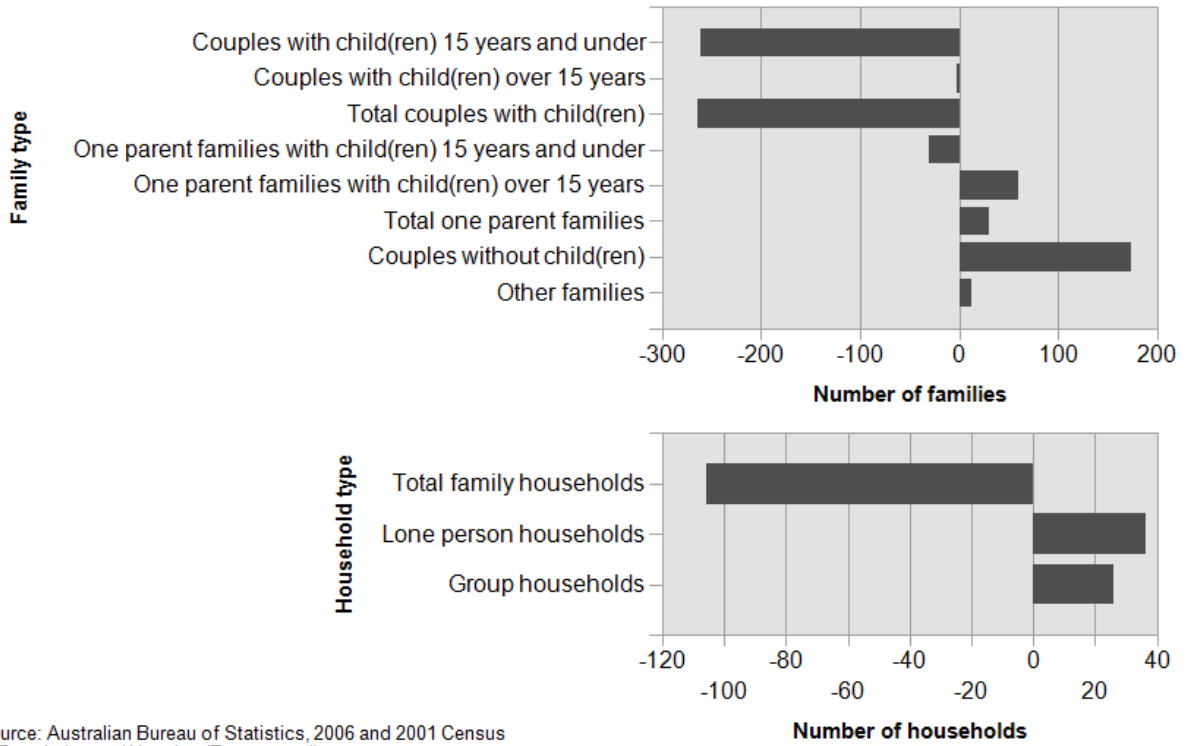 Family type
Couples with child(ren) 15 years and under
Couples with child(ren) over 15 years
Total couples with child(ren)
One parent families with child(ren) 15 years and under
One parent families with child(ren) over 15 years
Total one parent families
Couples without child(ren)
Other families
-300 -200 -100 0 100 200
Number of families
Household type
Total family households
Lone person households
Group households
-120 -80 -40 0 40
-100 -60 -20 20
Number of households
urce: Australian Bureau of Statistics, 2006 and 2001 Census